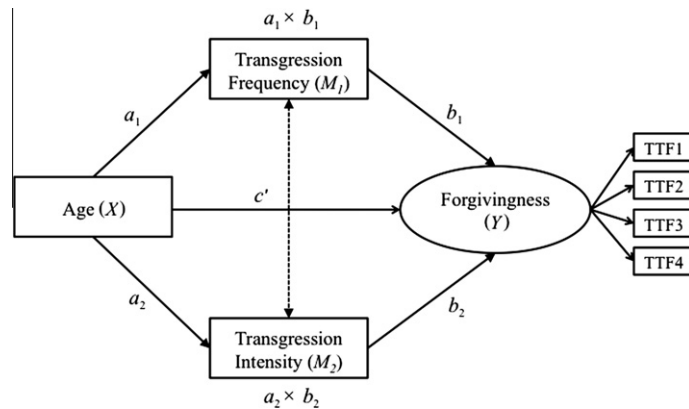 a₁ × b₁
Transgression
Frequency (M₁)
a₁
b₁
TTF1
TTF2
Age (X)
c'
Forgivingness
(Y)
TTF3
TTF4
a₂
b₂
Transgression
Intensity (M₂)
a₂ × b₂